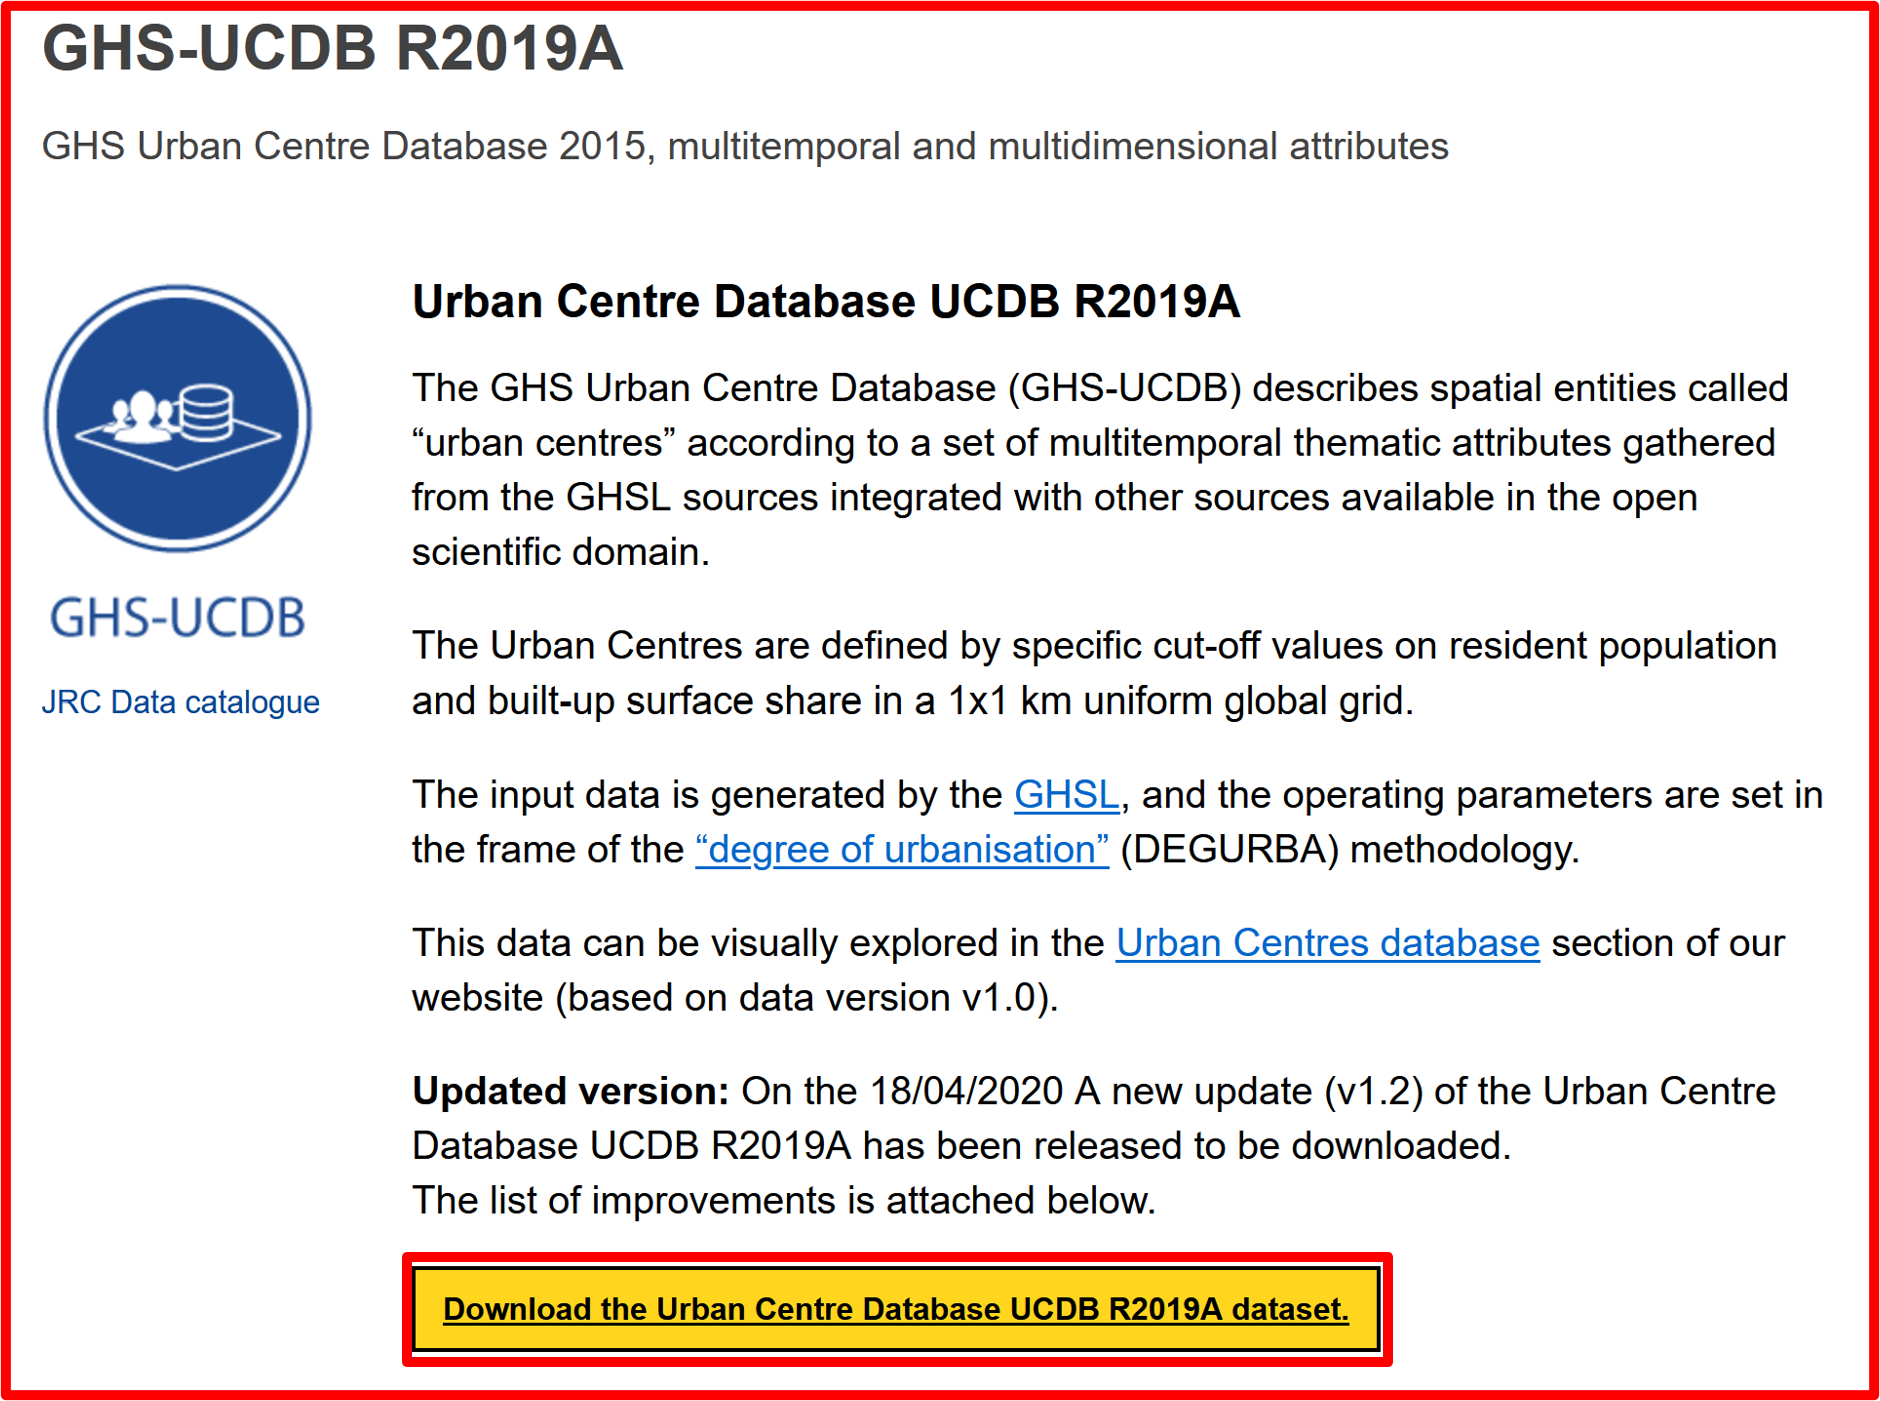 GHS-UCDB R2019A
GHS Urban Centre Database 2015, multitemporal and multidimensional attributes
GHS-UCDB
JRC Data catalogue
Urban Centre Database UCDB R2019A
The GHS Urban Centre Database (GHS-UCDB) describes spatial entities called
“urban centres” according to a set of multitemporal thematic attributes gathered
from the GHSL sources integrated with other sources available in the open
scientific domain.
The Urban Centres are defined by specific cut-off values on resident population
and built-up surface share in a 1x1 km uniform global grid.
The input data is generated by the GHSL, and the operating parameters are set in
the frame of the “degree of urbanisation” (DEGURBA) methodology.
This data can be visually explored in the Urban Centres database section of our
website (based on data version v1.0).
Updated version: On the 18/04/2020 A new update (v1.2) of the Urban Centre
Database UCDB R2019A has been released to be downloaded.
The list of improvements is attached below.
Download the Urban Centre Database UCDB R2019A dataset.